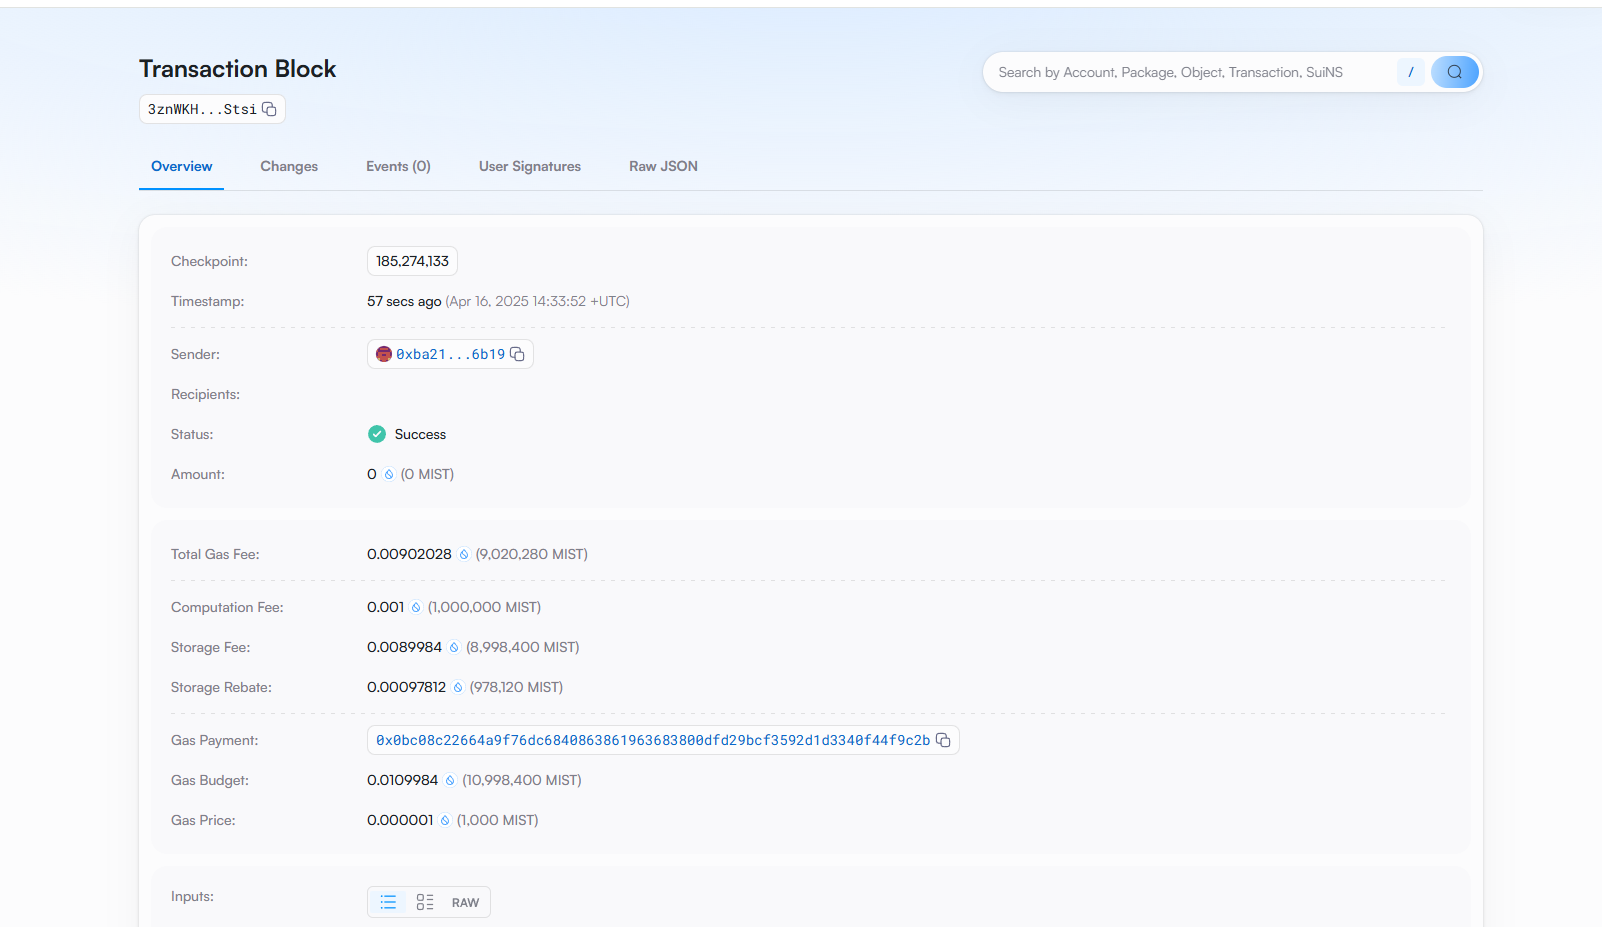 Transaction Block
Search by Account, Package, Object, Transaction, SuiNS /
3znWKH...Stsi
Overview Changes Events (0) User Signatures Raw JSON
Checkpoint: 185,274,133
Timestamp: 57 secs ago (Apr 16, 2025 14:33:52 +UTC)
Sender: 0xba21...6b19
Recipients:
Status: Success
Amount: 0 (0 MIST)
Total Gas Fee: 0.00902028 (9,020,280 MIST)
Computation Fee: 0.001 (1,000,000 MIST)
Storage Fee: 0.0089984 (8,998,400 MIST)
Storage Rebate: 0.00097812 (978,120 MIST)
Gas Payment: 0x0bc08c22664a9f76dc6840863861963683800dfd29bcf3592d1d3340f44f9c2b
Gas Budget: 0.0109984 (10,998,400 MIST)
Gas Price: 0.000001 (1,000 MIST)
Inputs: RAW